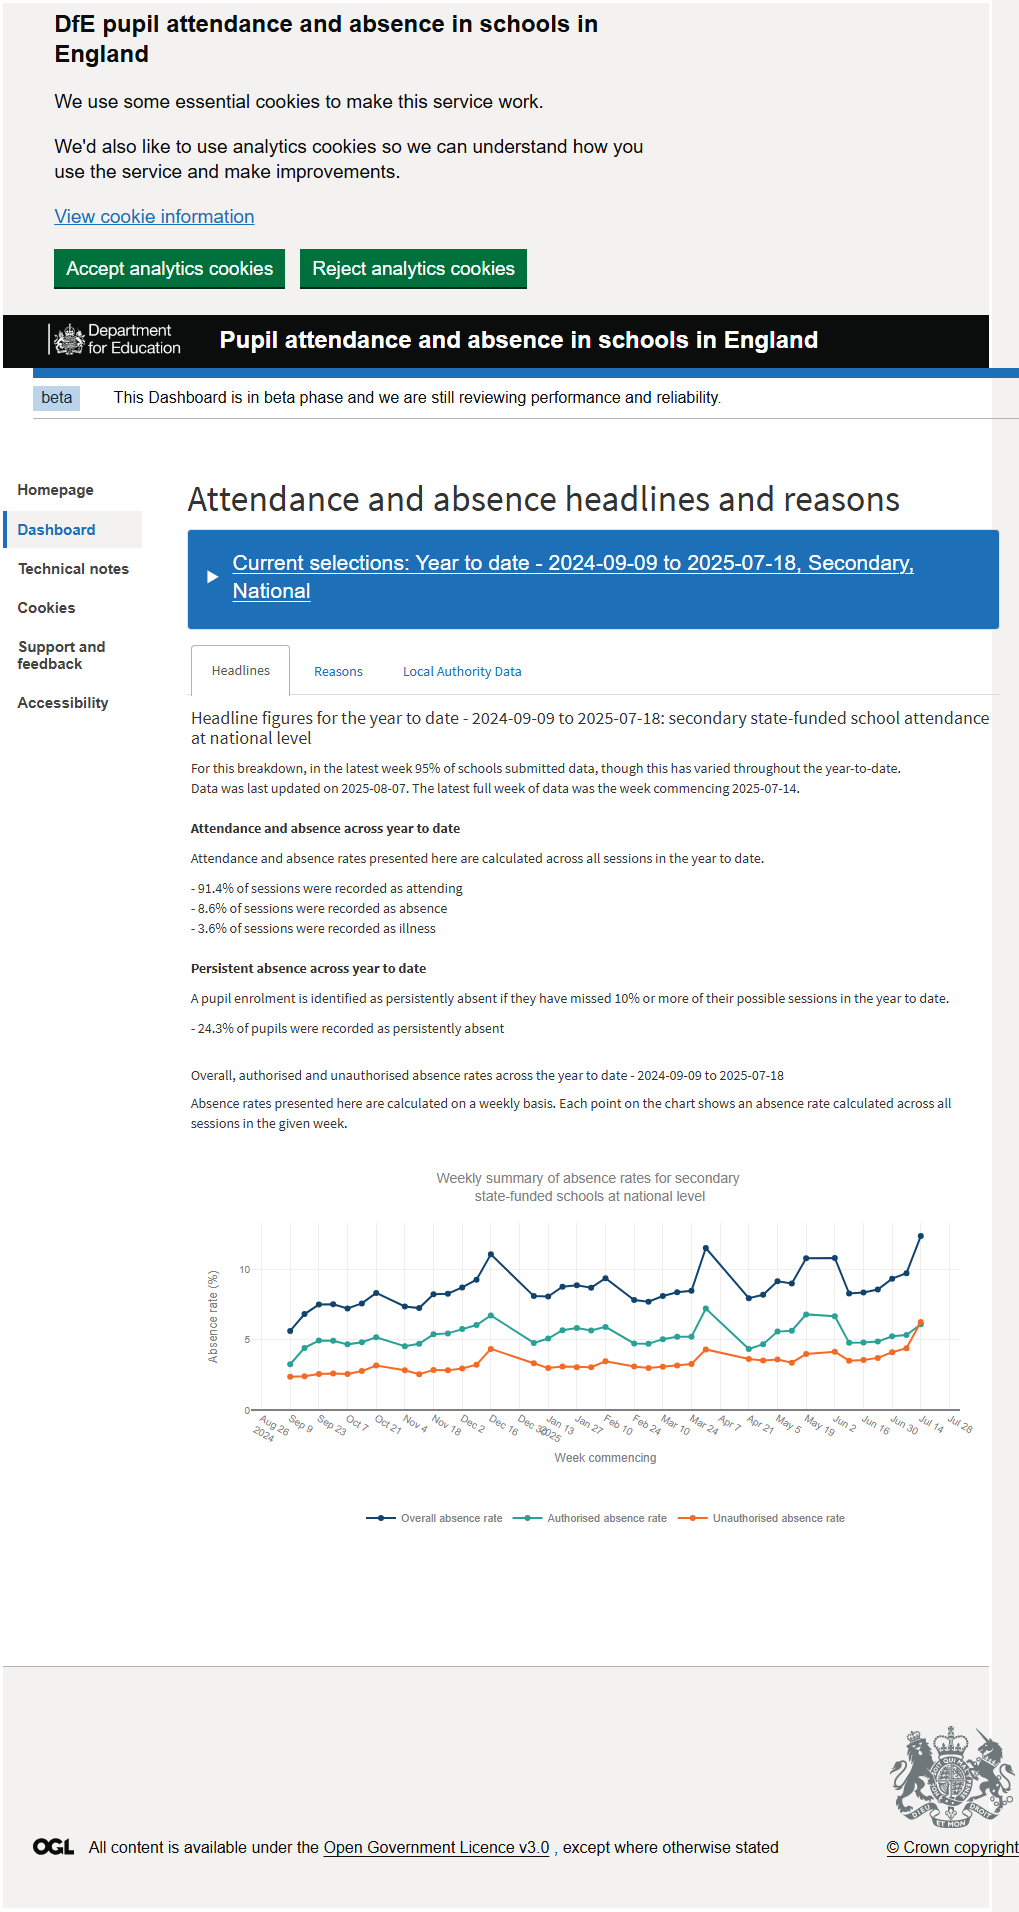 DfE pupil attendance and absence in schools in
England
We use some essential cookies to make this service work.
We'd also like to use analytics cookies so we can understand how you
use the service and make improvements.
View cookie information
Accept analytics cookies
Reject analytics cookies
Department
for Education
Pupil attendance and absence in schools in England
beta
This Dashboard is in beta phase and we are still reviewing performance and reliability.
Homepage
Dashboard
Technical notes
Cookies
Support and
feedback
Accessibility
Attendance and absence headlines and reasons
Current selections: Year to date - 2024-09-09 to 2025-07-18, Secondary,
National
Headlines
Reasons
Local Authority Data
Headline figures for the year to date - 2024-09-09 to 2025-07-18: secondary state-funded school attendance
at national level
For this breakdown, in the latest week 95% of schools submitted data, though this has varied throughout the year-to-date.
Data was last updated on 2025-08-07. The latest full week of data was the week commencing 2025-07-14.
Attendance and absence across year to date
Attendance and absence rates presented here are calculated across all sessions in the year to date.
- 91.4% of sessions were recorded as attending
- 8.6% of sessions were recorded as absence
- 3.6% of sessions were recorded as illness
Persistent absence across year to date
A pupil enrolment is identified as persistently absent if they have missed 10% or more of their possible sessions in the year to date.
- 24.3% of pupils were recorded as persistently absent
Overall, authorised and unauthorised absence rates across the year to date - 2024-09-09 to 2025-07-18
Absence rates presented here are calculated on a weekly basis. Each point on the chart shows an absence rate calculated across all
sessions in the given week.
Weekly summary of absence rates for secondary
state-funded schools at national level
Absence rate (%)
10
5
0
Aug 26
2024
Sep 9
Sep 23
Oct 7
Oct 21
Nov 4
Nov 18
Dec 2
Dec 16
Dec 30
2025
Jan 13
Jan 27
Feb 10
Feb 24
Mar 10
Mar 24
Apr 7
Apr 21
May 5
May 19
Jun 2
Jun 16
Jun 30
Jul 14
Jul 28
Week commencing
Overall absence rate
Authorised absence rate
Unauthorised absence rate
DIEU
ET MON
DROIT
OGL
All content is available under the Open Government Licence v3.0 , except where otherwise stated
© Crown copyright